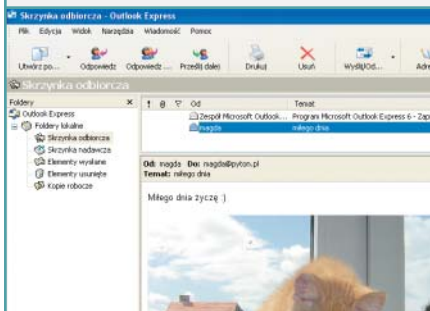 Skrzynka odbiorcza - Outlook Express
Plik Edycja Widok Narzędzia Wiadomość Pomoc
Utwórz po... Odpowiedz Odpowiedz ... Prześlij dalej Drukuj Usuń Wyślij/Od... Adre
Skrzynka odbiorcza
Foldery × ! Od Temat
Outlook Express
Foldery lokalne
Skrzynka odbiorcza
Skrzynka nadawcza
Elementy wysłane
Elementy usunięte
Kopie robocze
Zespół Microsoft Outlook... Program Microsoft Outlook Express 6 - Zap
magda miłego dnia
Od: magda Do: magda@pyton.pl
Temat: miłego dnia
Miłego dnia życzę :)